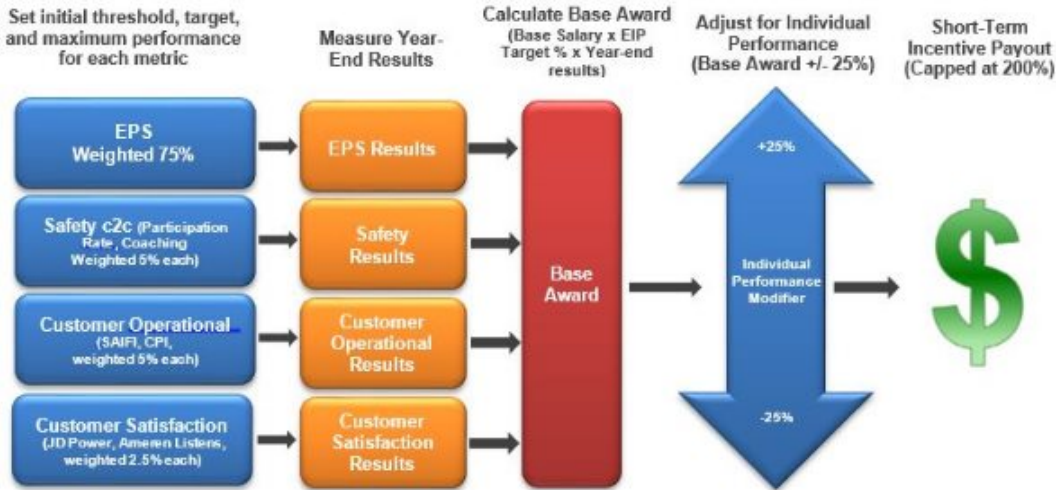 Set initial threshold, target,
and maximum performance
for each metric
Measure Year-
End Results
Calculate Base Award
(Base Salary x EIP
Target % x Year-end
results)
Adjust for Individual
Performance
(Base Award +/- 25%)
Short-Term
Incentive Payout
(Capped at 200%)
EPS
Weighted 75%
EPS Results
Safety c2c (Participation
Rate, Coaching
Weighted 5% each)
Safety
Results
Customer Operational
(SAIFI, CPI,
weighted 5% each)
Customer
Operational
Results
Customer Satisfaction
(JD Power, Ameren Listens,
weighted 2.5% each)
Customer
Satisfaction
Results
Base
Award
+25%
Individual
Performance
Modifier
-25%
$